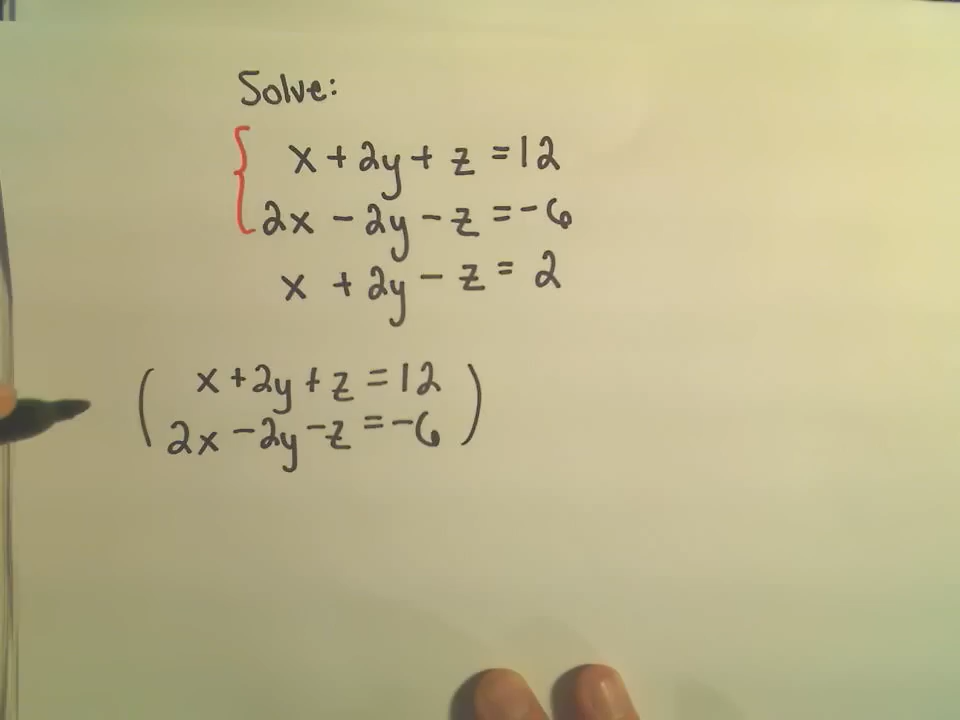 Solve:
x + 2y + z = 12
2x - 2y - z = -6
x + 2y - z = 2
( x + 2y + z = 12 )
( 2x - 2y - z = -6 )